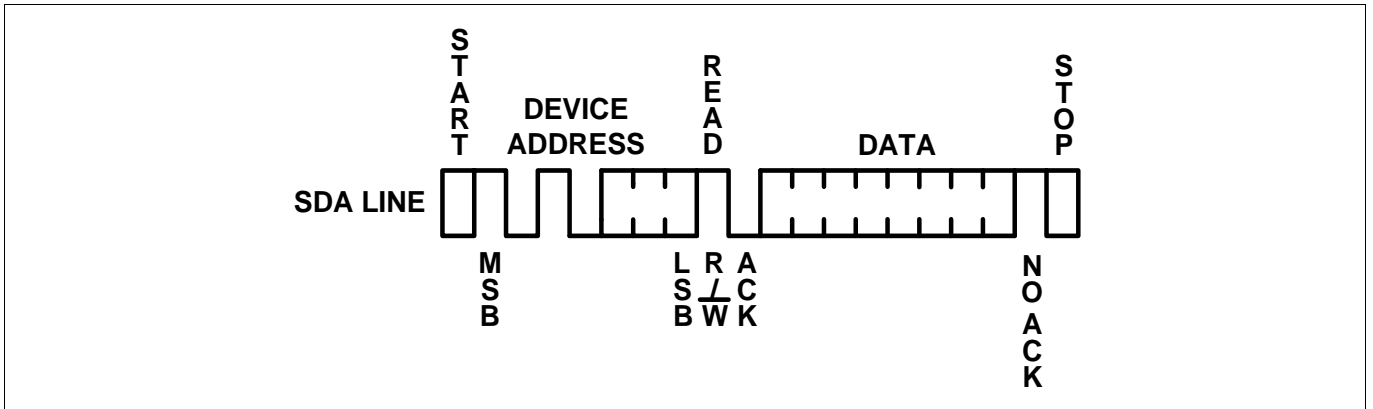 START
DEVICE
ADDRESS
READ
DATA
STOP
SDA LINE
MSB
LSB
R/W
ACK
NO ACK